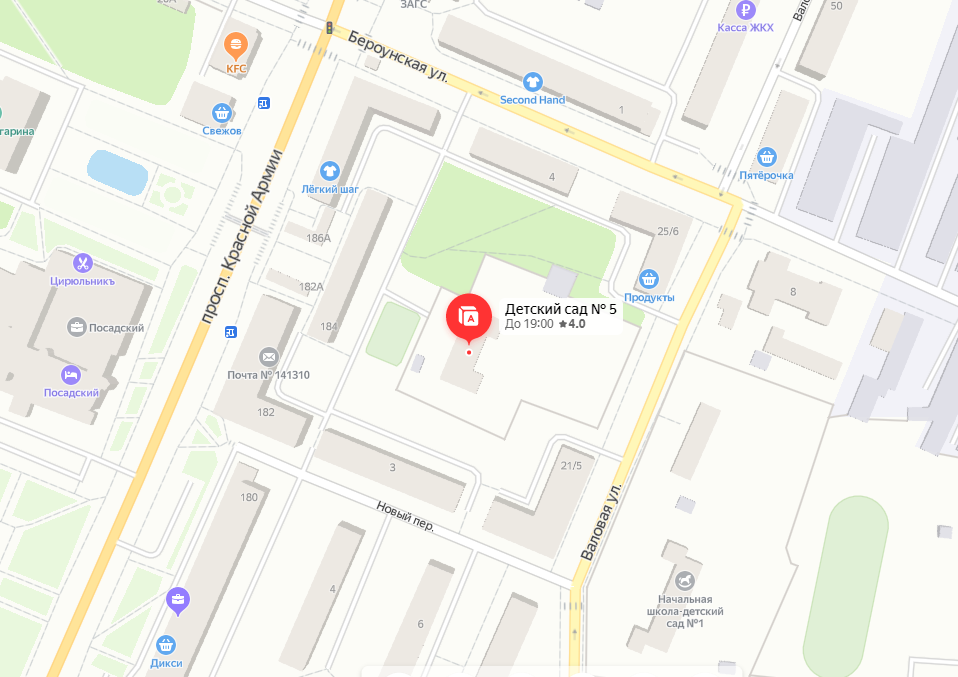 ЗАГС
Касса ЖКХ
50
Вало
28А
Бероунская ул.
KFC
Second Hand
1
Свежов
гарина
Лёгкий шаг
4
Пятёрочка
просп. Красной Армии
186А
25/6
Цирюльникъ
182А
Продукты
8
Детский сад № 5
До 19:00 ★4.0
Посадский
184
Почта № 141310
Посадский
182
3
21/5
180
Новый пер.
Валовая ул.
4
6
Начальная
школа-детский
сад №1
Дикси